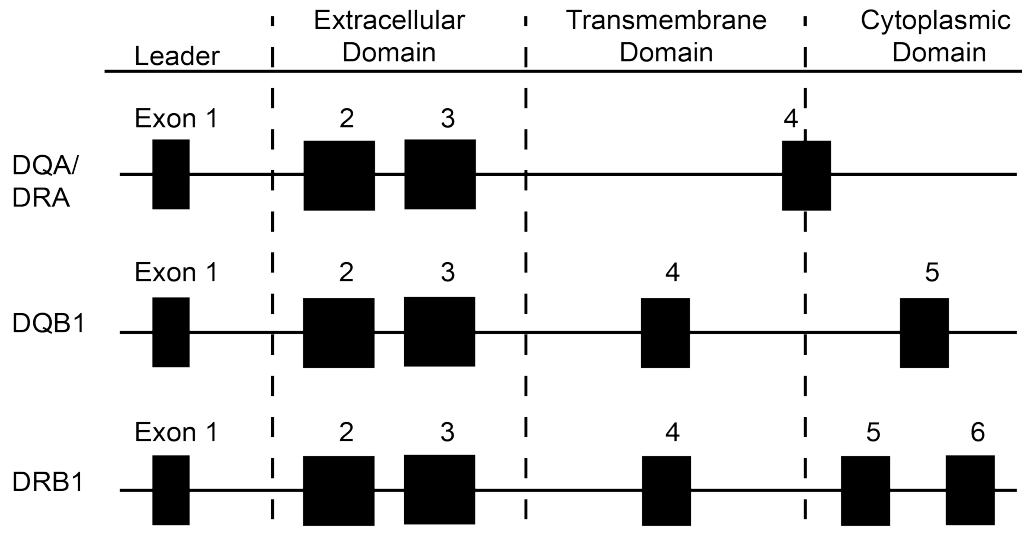 Leader
Extracellular
Domain
Transmembrane
Domain
Cytoplasmic
Domain
Exon 1 2 3 4
DQA/
DRA
Exon 1 2 3 4 5
DQB1
Exon 1 2 3 4 5 6
DRB1